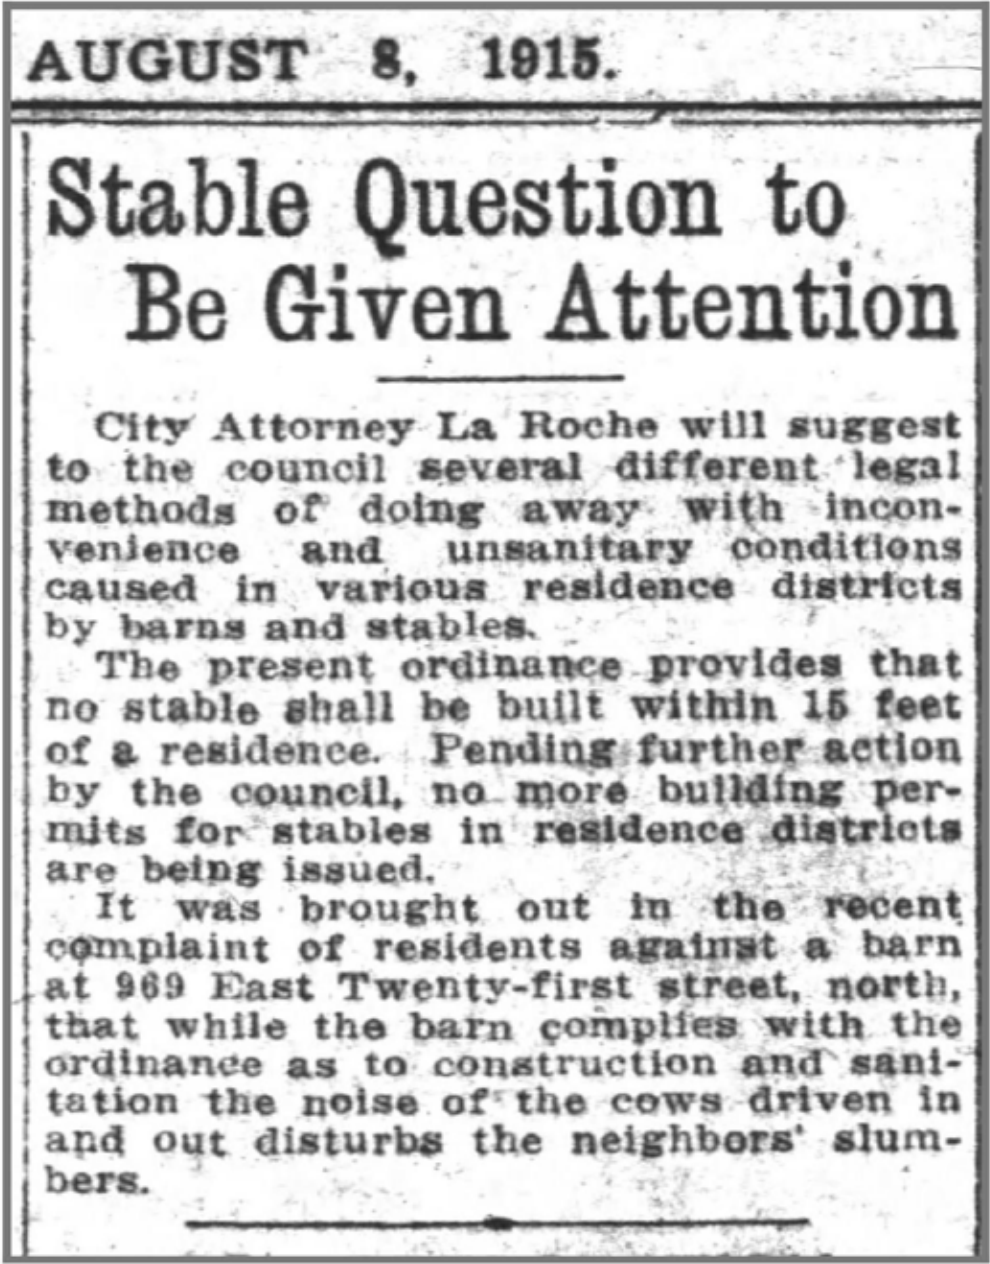 AUGUST 8, 1915.
Stable Question to
Be Given Attention
City Attorney La Roche will suggest
to the council several different legal
methods of doing away with incon-
venience and unsanitary conditions
caused in various residence districts
by barns and stables.
The present ordinance provides that
no stable shall be built within 15 feet
of a residence. Pending further action
by the council, no more building per-
mits for stables in residence districts
are being issued.
It was brought out in the recent
complaint of residents against a barn
at 969 East Twenty-first street, north,
that while the barn complies with the
ordinance as to construction and sani-
tation the noise of the cows driven in
and out disturbs the neighbors' slum-
bers.